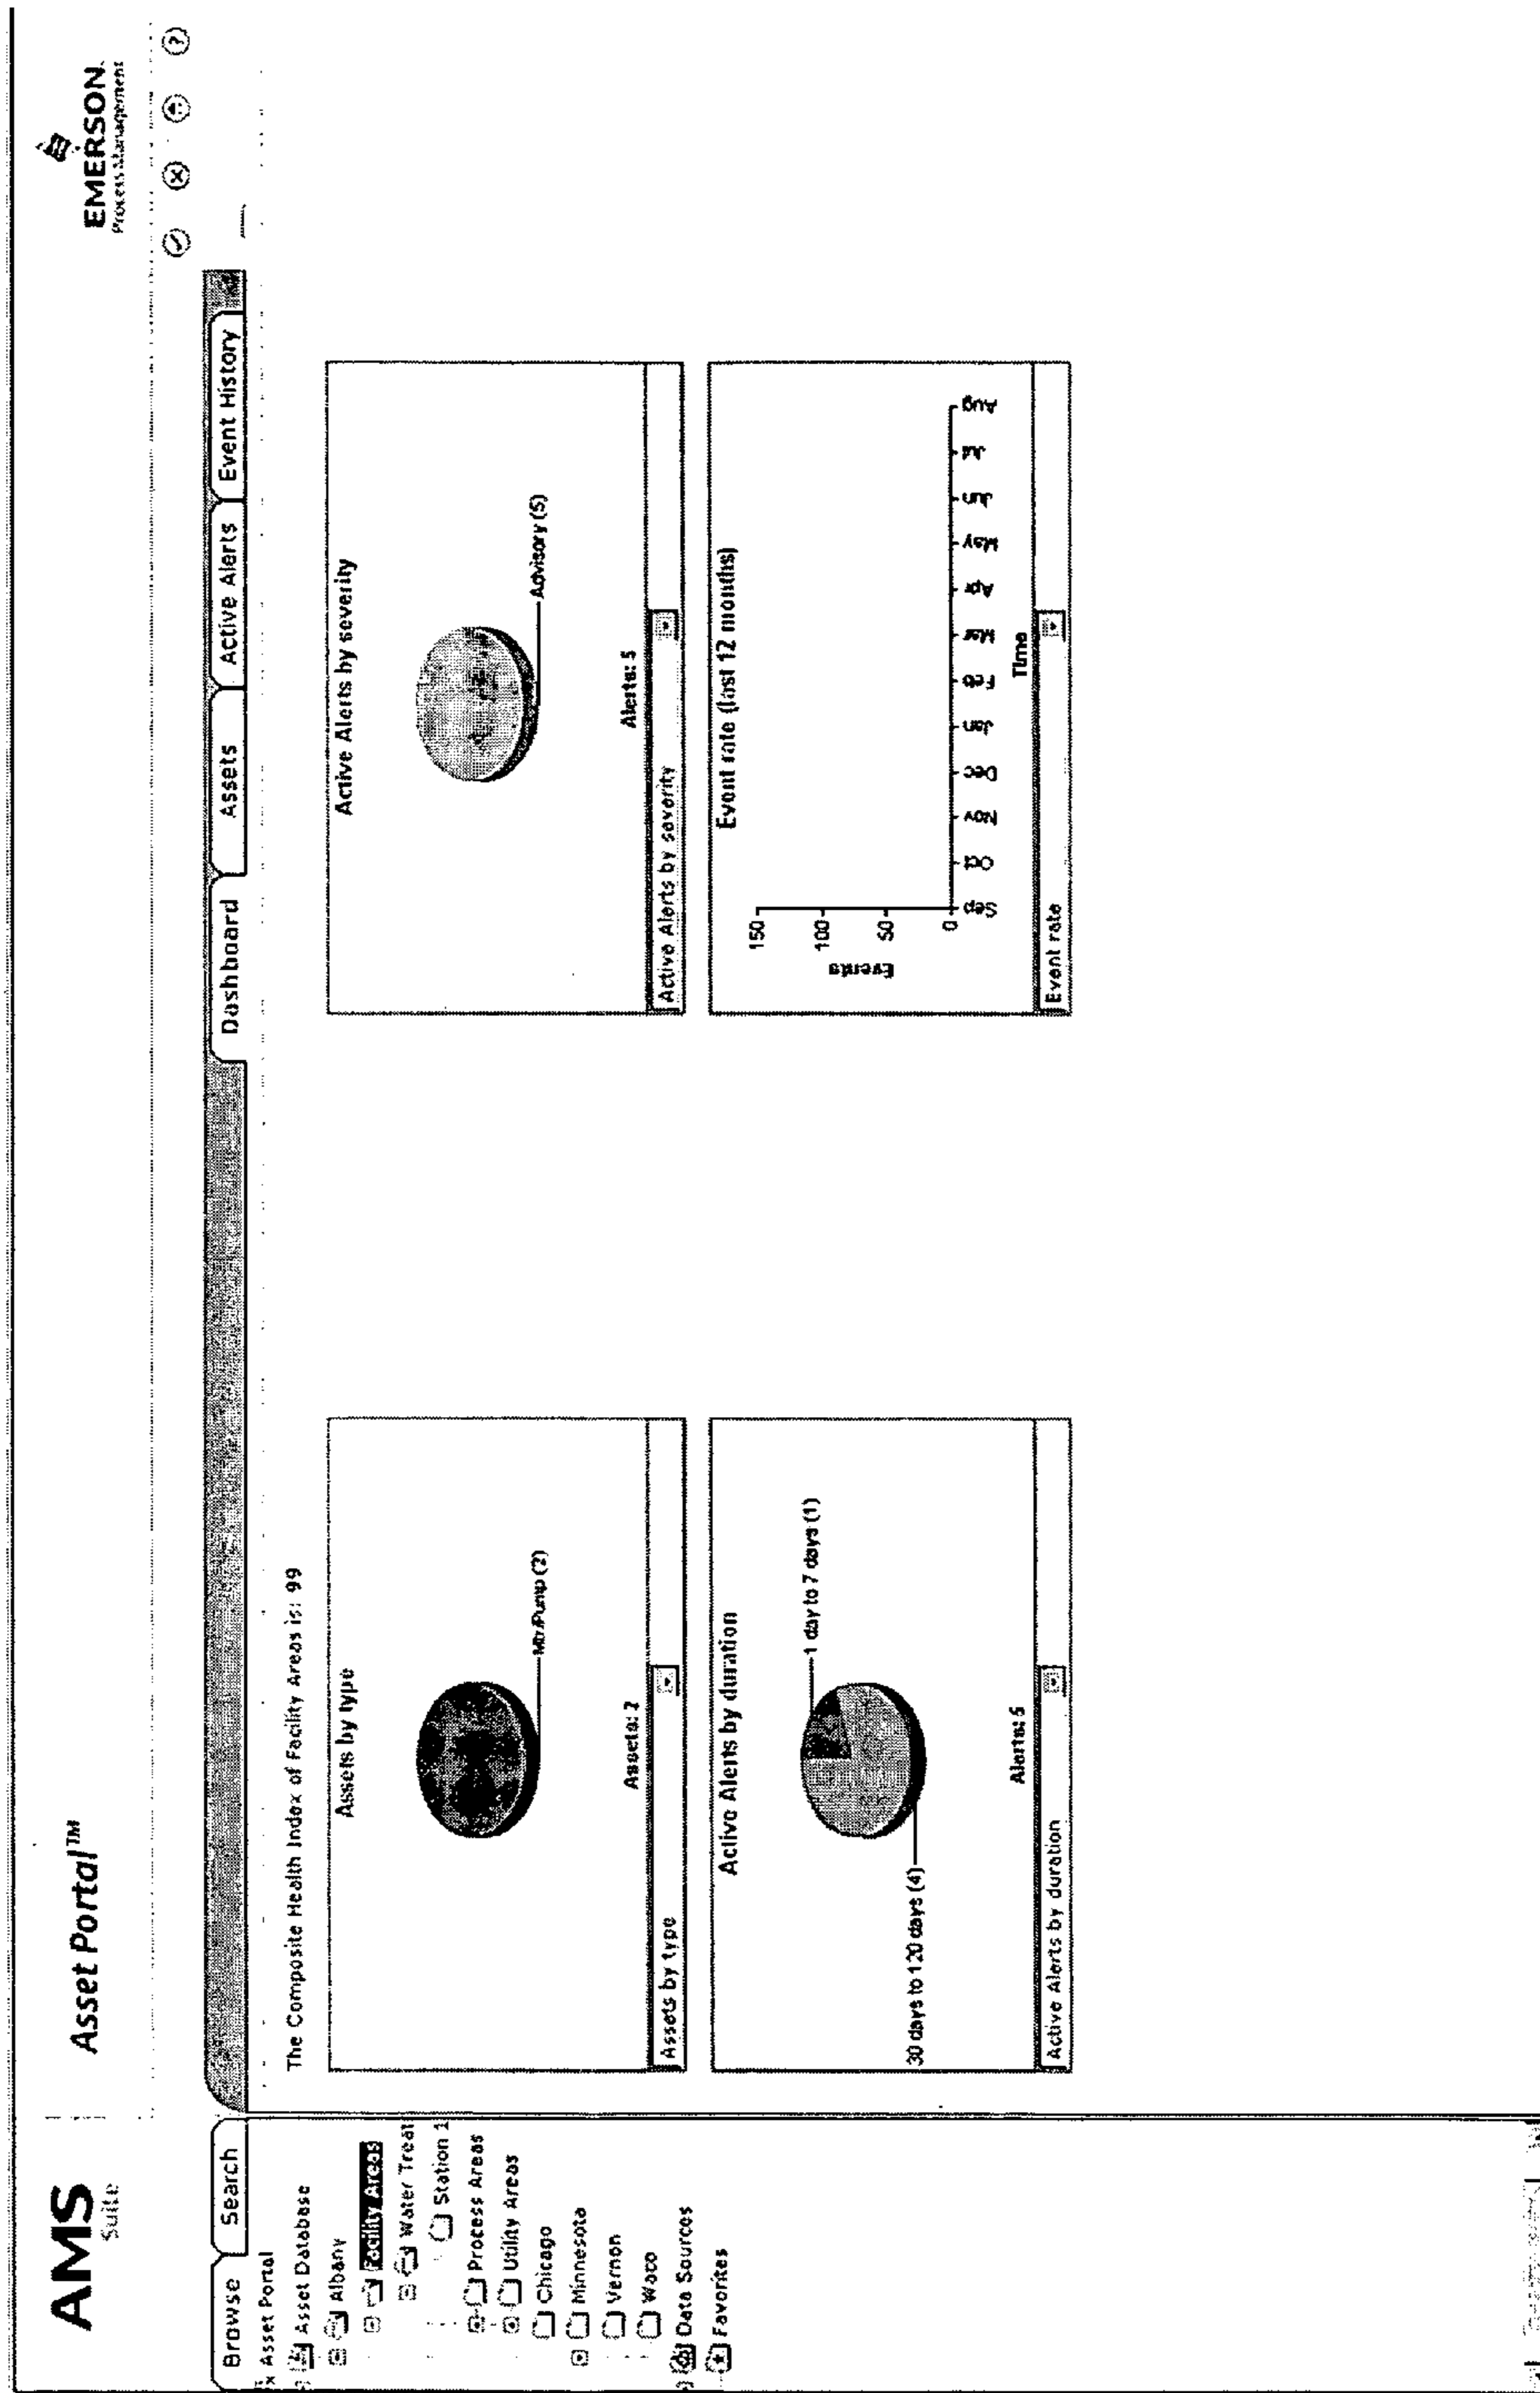 AMS
Suite
Asset Portal™
EMERSON.
Process Management
Browse
Search
Dashboard
Assets
Active Alerts
Event History
Asset Portal
Asset Database
Albany
Facility Areas
Water Treat
Station 1
Process Areas
Utility Areas
Chicago
Minnesota
Vernon
Waco
Data Sources
Favorites
The Composite Health Index of Facility Areas is: 99
Assets by type
Mtr/Pump (2)
Assets: 2
Assets by type
Active Alerts by severity
Advisory (5)
Alerts: 5
Active Alerts by severity
Active Alerts by duration
1 day to 7 days (1)
30 days to 120 days (4)
Alerts: 5
Active Alerts by duration
Event rate (last 12 months)
150
100
50
0
Events
Sep
Oct
Nov
Dec
Jan
Feb
Mar
Apr
May
Jun
Jul
Aug
Time
Event rate